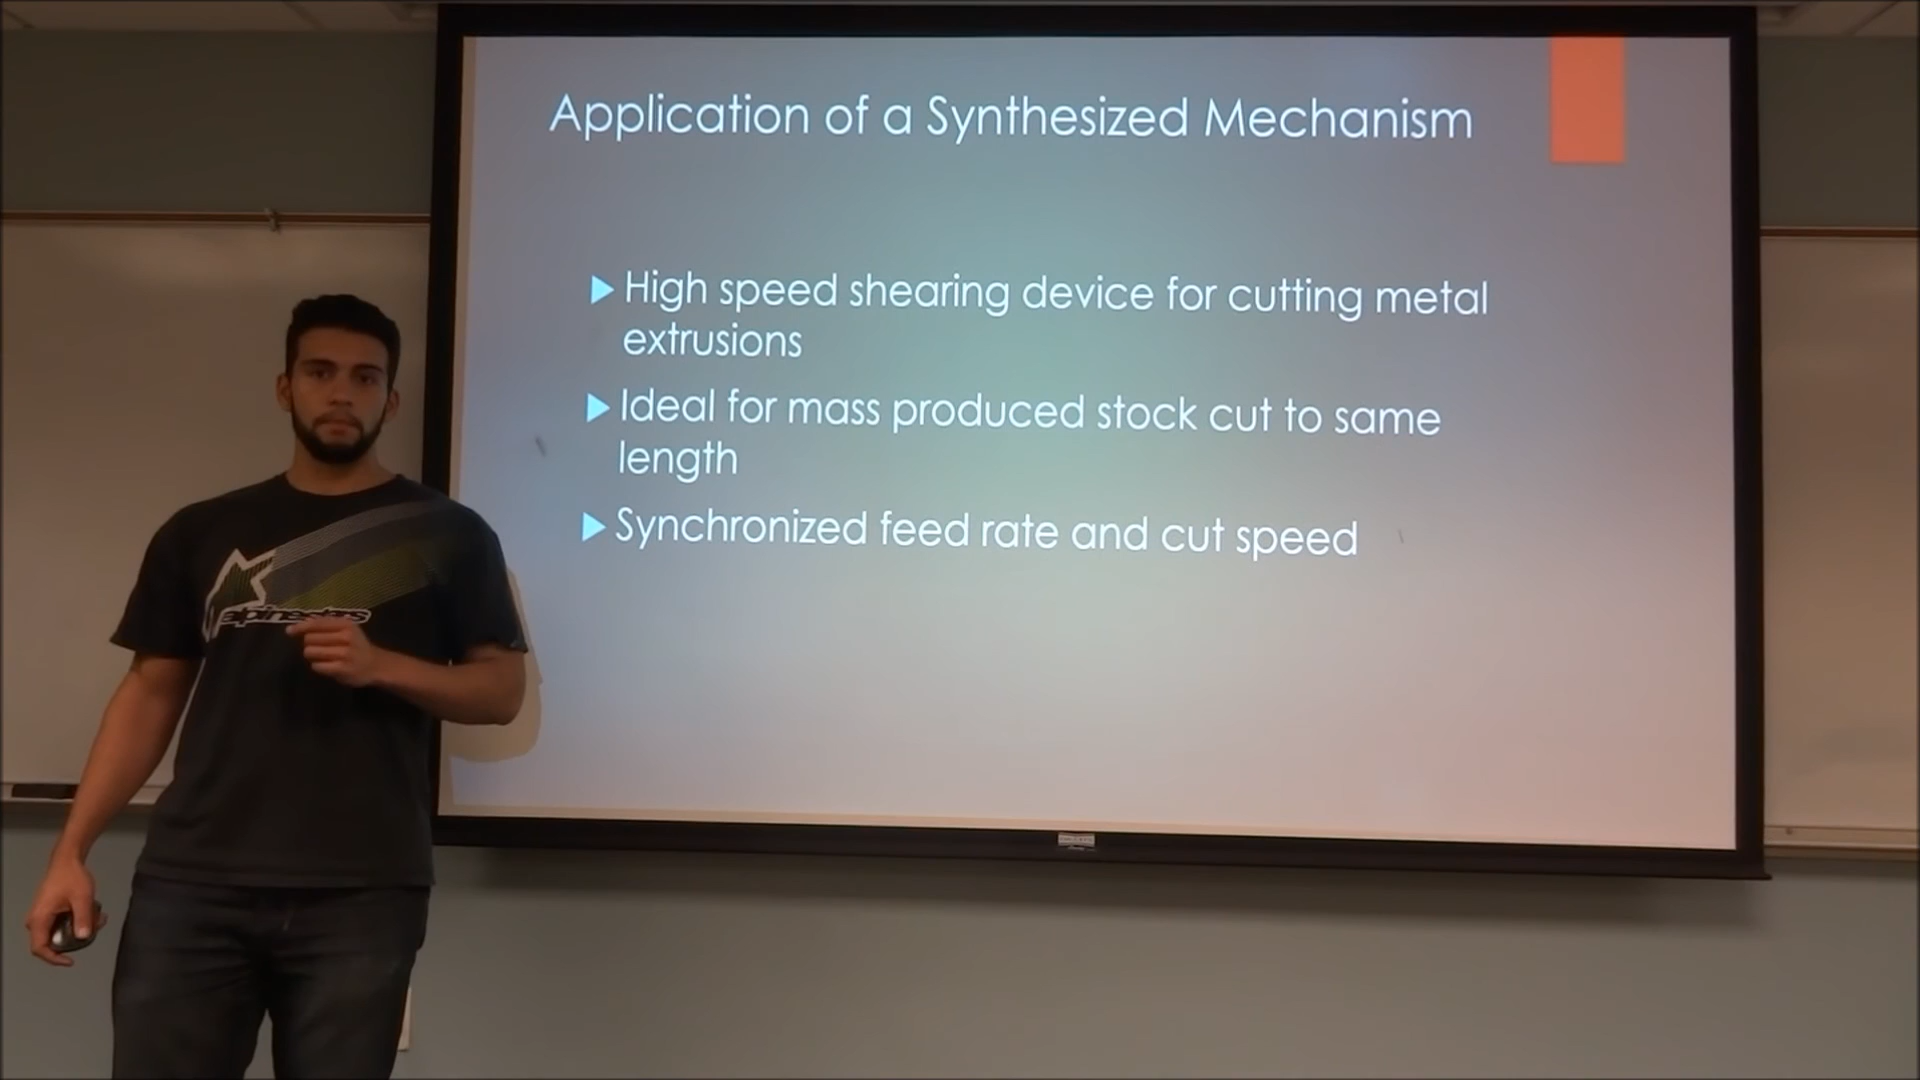 Application of a Synthesized Mechanism
High speed shearing device for cutting metal
extrusions
Ideal for mass produced stock cut to same
length
Synchronized feed rate and cut speed
alpinestars